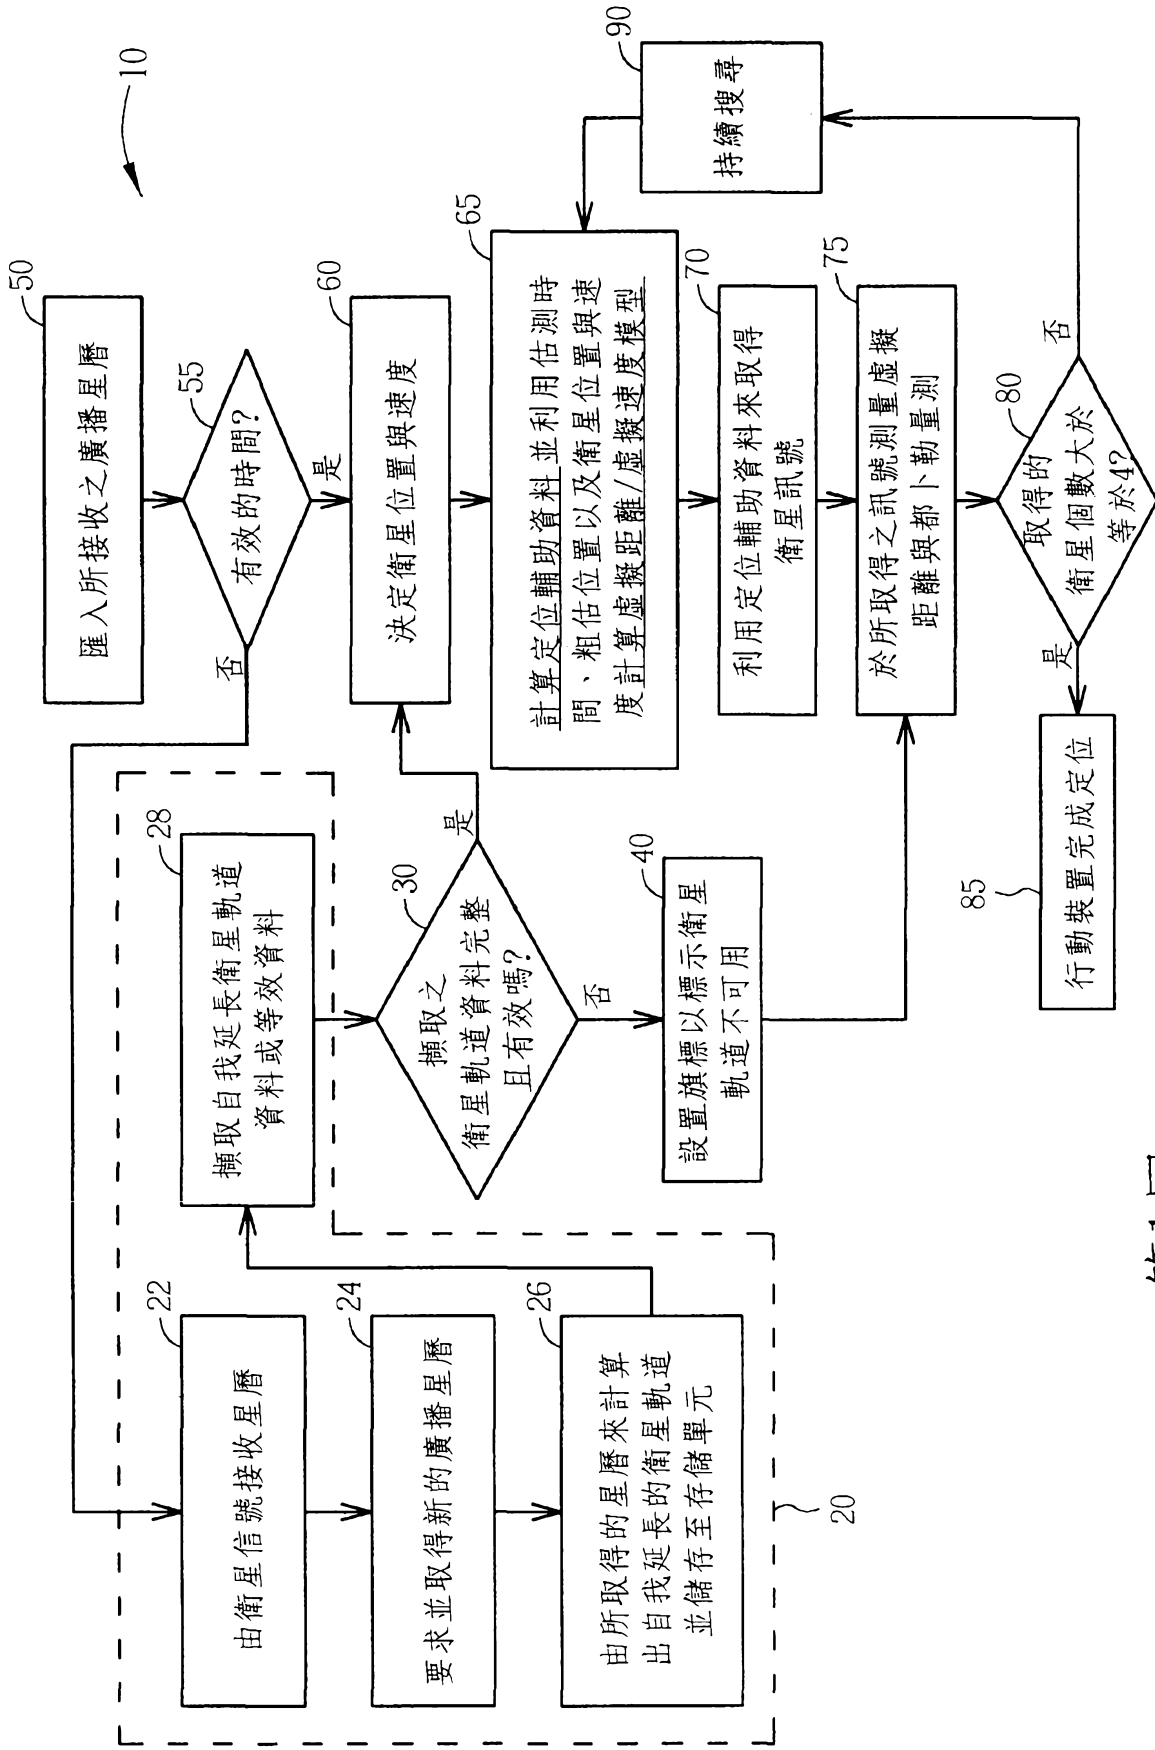 10
50
匯入所接收之廣播星曆
55
有效的時間?
是
否
60
決定衛星位置與速度
65
計算定位輔助資料並利用估測時
間、粗估位置以及衛星位置與速
度計算虛擬距離/虛擬速度模型
70
利用定位輔助資料來取得
衛星訊號
75
於所取得之訊號測量虛擬
距離與都卜勒量測
80
取得的
衛星個數大於
等於4?
是
否
85
行動裝置完成定位
90
持續搜尋
20
22
由衛星信號接收星曆
24
要求並取得新的廣播星曆
26
由所取得的星曆來計算
出自我延長的衛星軌道
並儲存至存儲單元
28
擷取自我延長衛星軌道
資料或等效資料
30
擷取之
衛星軌道資料完整
且有效嗎?
是
否
40
設置旗標以標示衛星
軌道不可用